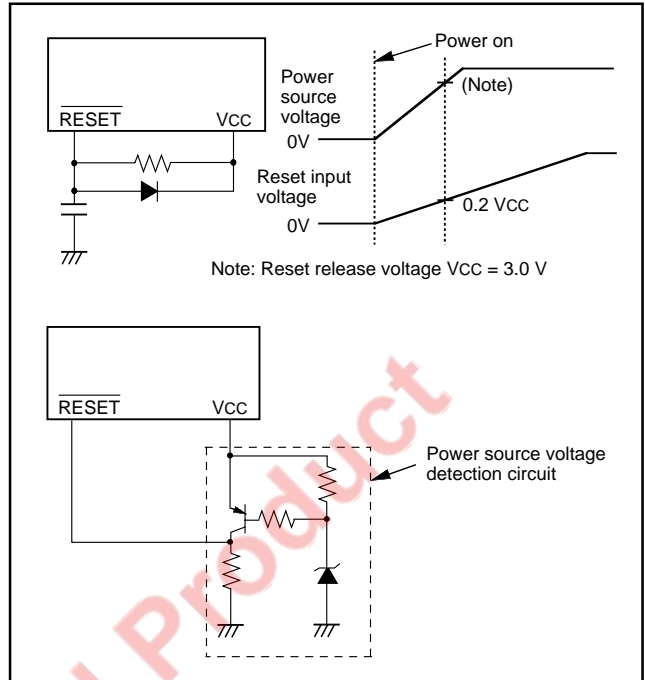 RESET
VCC
Power on
Power
source
voltage
0V
(Note)
Reset input
voltage
0V
0.2 VCC
Note: Reset release voltage VCC = 3.0 V
RESET
VCC
Power source voltage
detection circuit
d Product